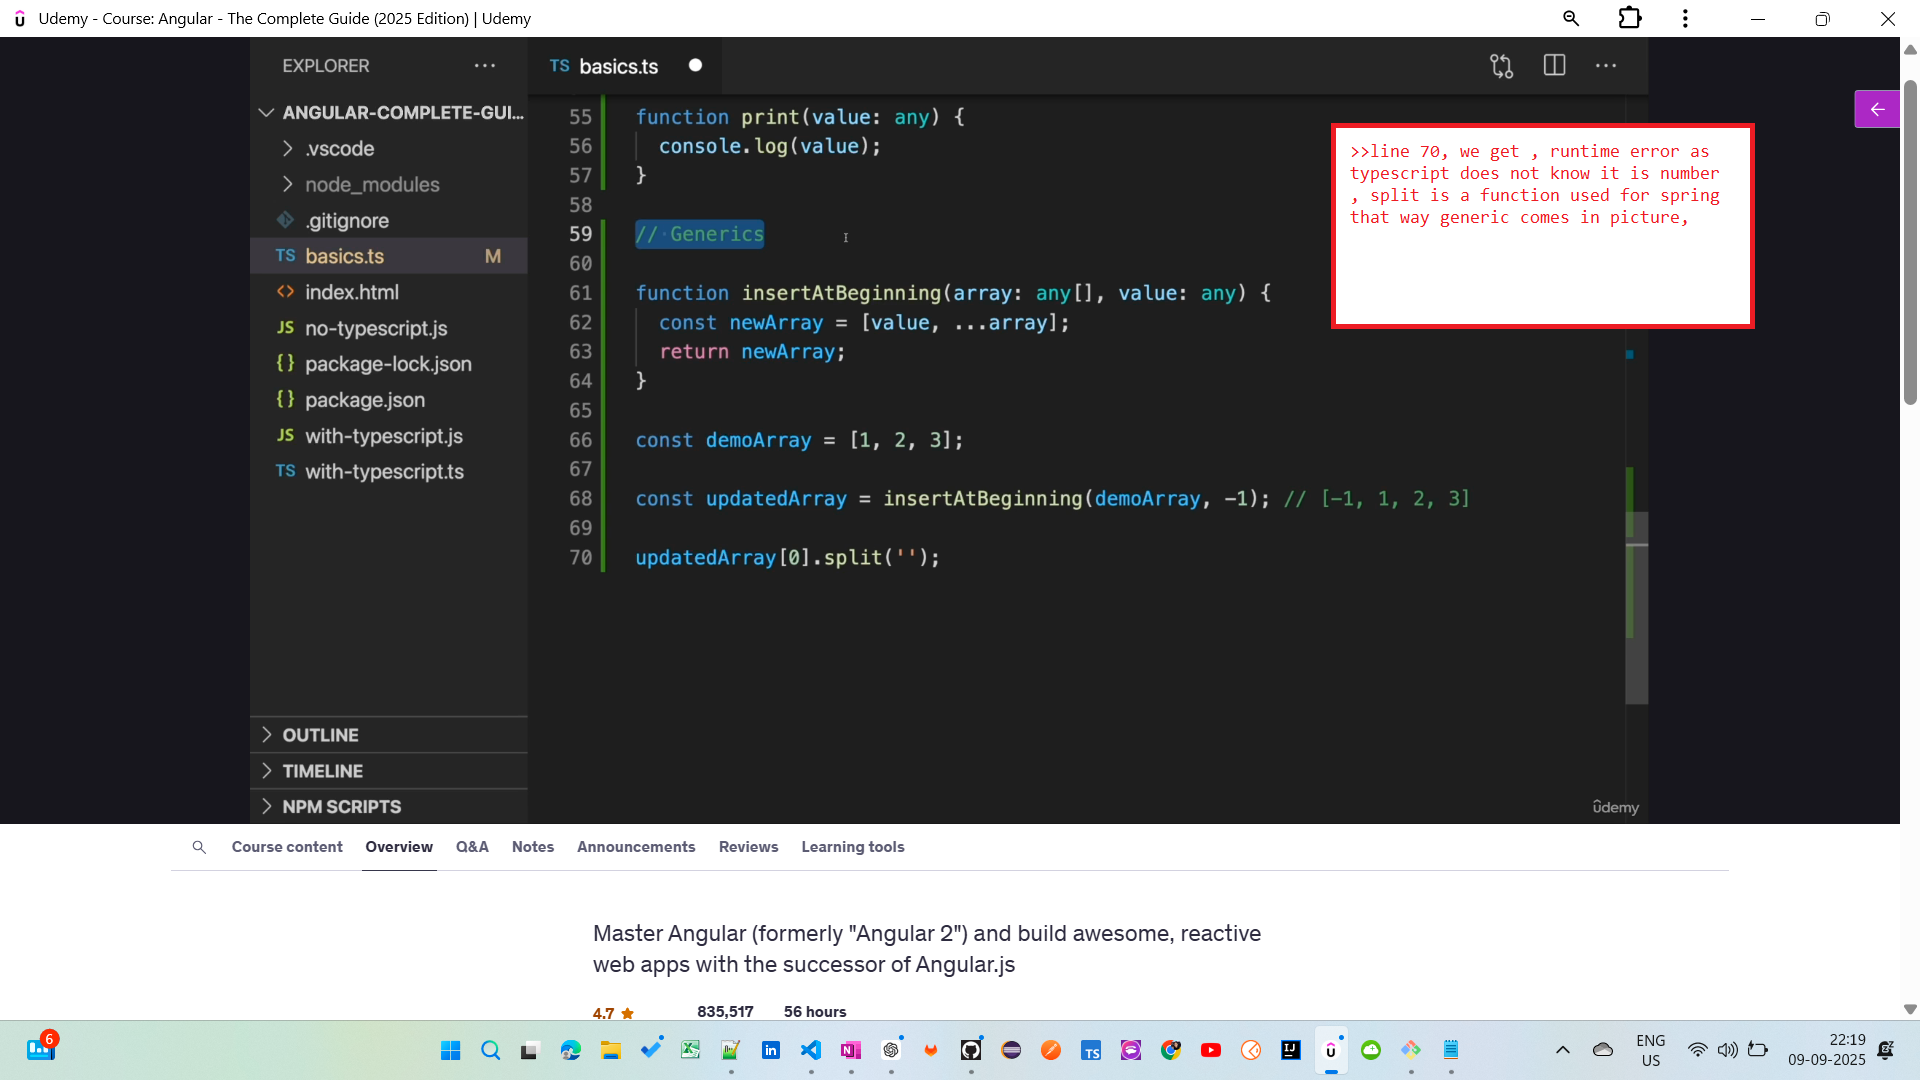 Udemy - Course: Angular - The Complete Guide (2025 Edition) | Udemy
EXPLORER
TS basics.ts
ANGULAR-COMPLETE-GUI...
.vscode
node_modules
.gitignore
TS basics.ts M
<> index.html
JS no-typescript.js
{} package-lock.json
{} package.json
JS with-typescript.js
TS with-typescript.ts
OUTLINE
TIMELINE
NPM SCRIPTS
55 function print(value: any) {
56 console.log(value);
57 }
58
59 // Generics
60
61 function insertAtBeginning(array: any[], value: any) {
62 const newArray = [value, ...array];
63 return newArray;
64 }
65
66 const demoArray = [1, 2, 3];
67
68 const updatedArray = insertAtBeginning(demoArray, -1); // [-1, 1, 2, 3]
69
70 updatedArray[0].split('');
>>line 70, we get , runtime error as
typescript does not know it is number
, split is a function used for spring
that way generic comes in picture,
ûdemy
Course content Overview Q&A Notes Announcements Reviews Learning tools
Master Angular (formerly "Angular 2") and build awesome, reactive
web apps with the successor of Angular.js
4.7 835,517 56 hours
6
ENG
US
22:19
09-09-2025